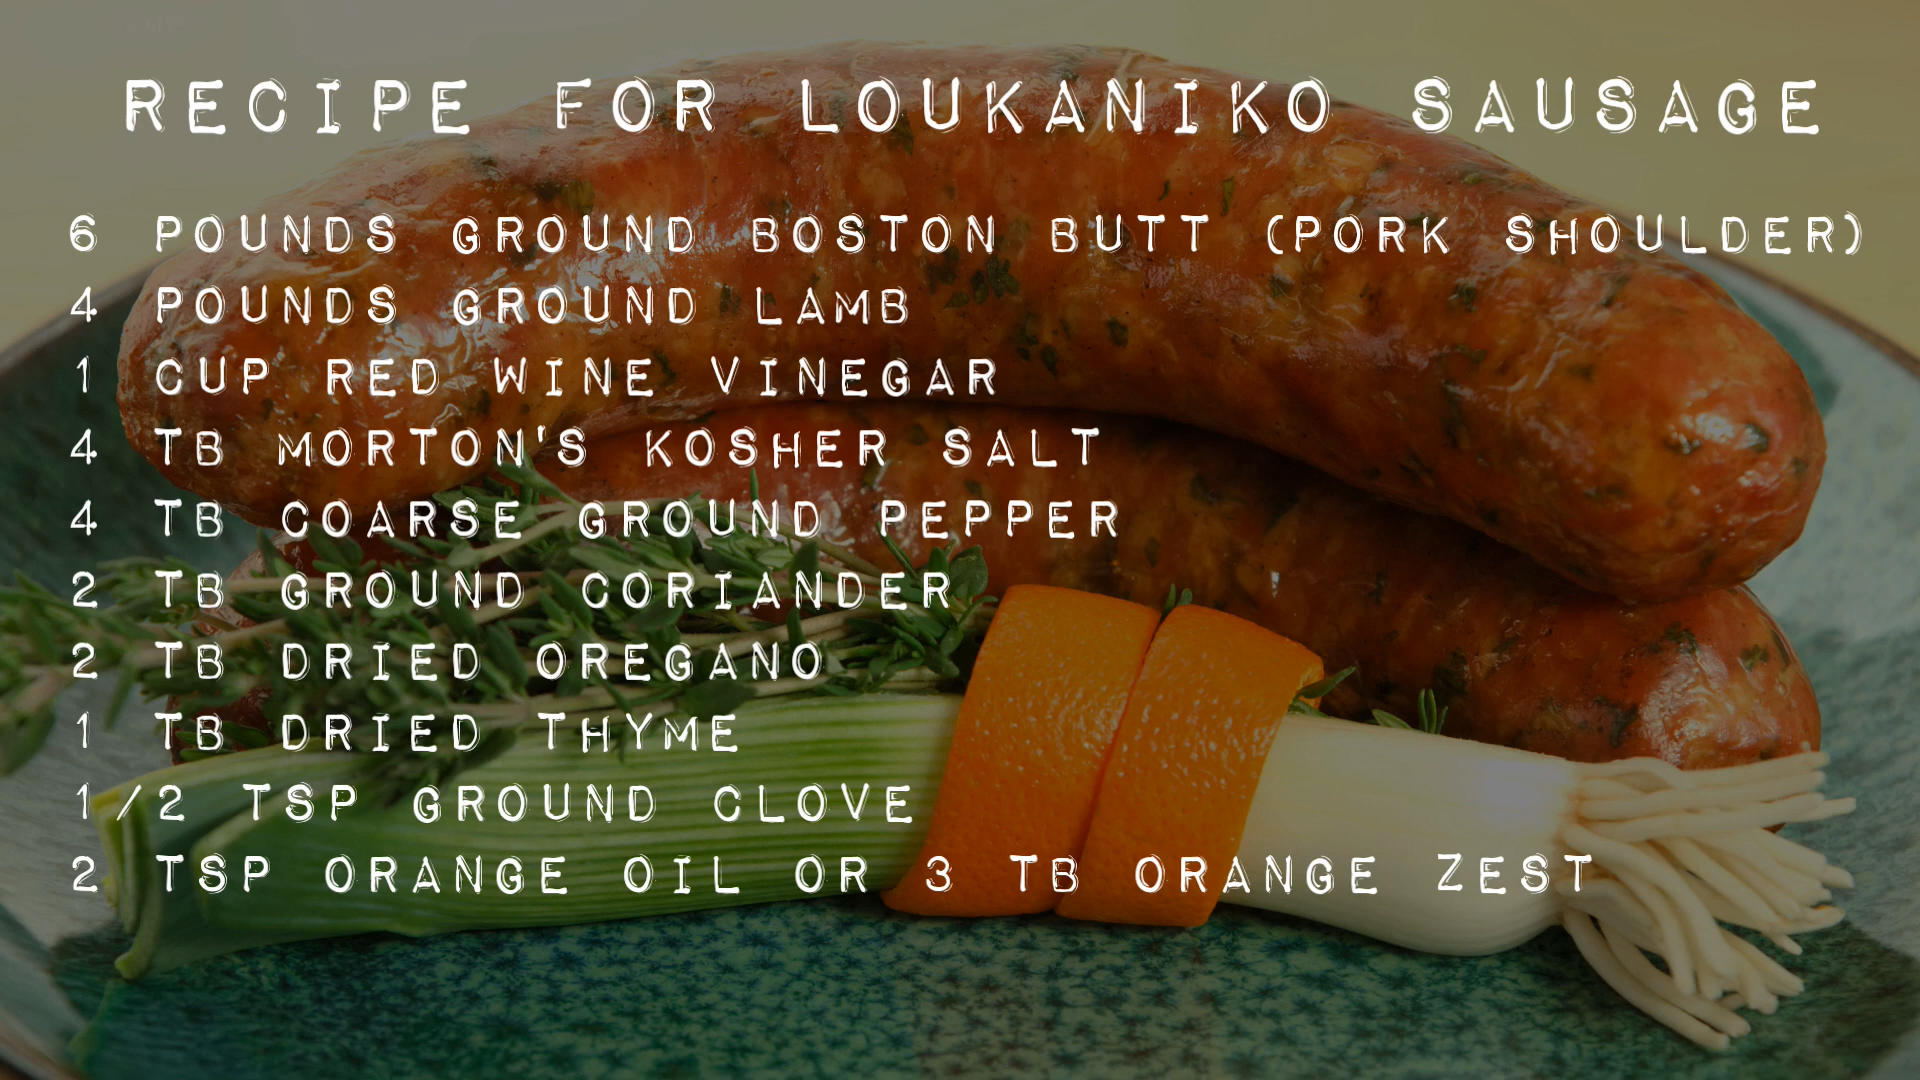 RECIPE FOR LOUKANIKO SAUSAGE
6 POUNDS GROUND BOSTON BUTT (PORK SHOULDER)
4 POUNDS GROUND LAMB
1 CUP RED WINE VINEGAR
4 TB MORTON'S KOSHER SALT
4 TB COARSE GROUND PEPPER
2 TB GROUND CORIANDER
2 TB DRIED OREGANO
1 TB DRIED THYME
1/2 TSP GROUND CLOVE
2 TSP ORANGE OIL OR 3 TB ORANGE ZEST